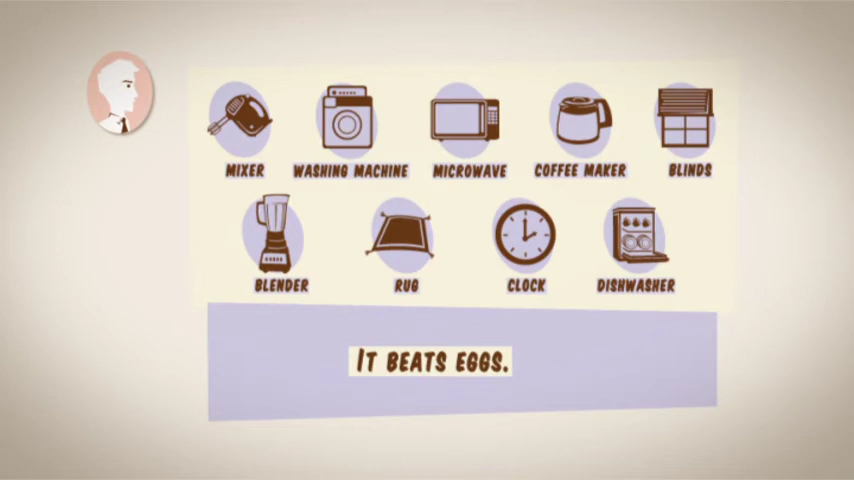 MIXER WASHING MACHINE MICROWAVE COFFEE MAKER BLINDS
BLENDER RUG CLOCK DISHWASHER
IT BEATS EGGS.